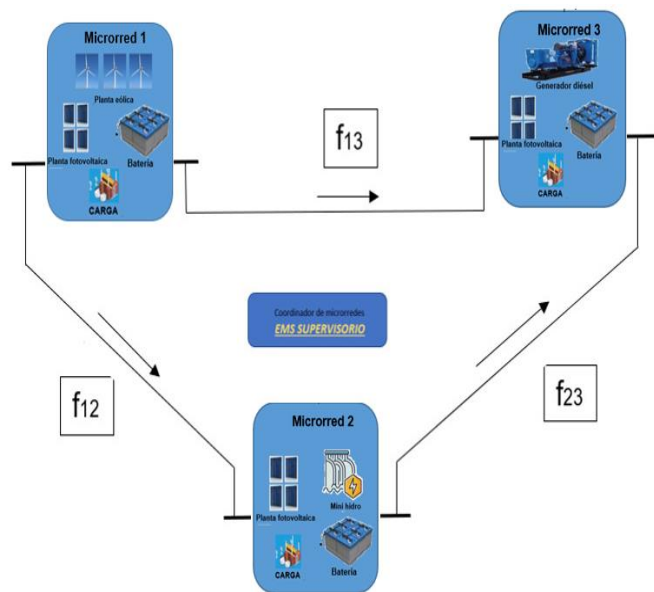 Microrred 1
Planta eólica
Planta fotovoltaica
Batería
CARGA
f13
Microrred 3
Generador diésel
Planta fotovoltaica
Batería
CARGA
Coordinador de microrredes
EMS SUPERVISORIO
f12
f23
Microrred 2
Planta fotovoltaica
Mini hidro
CARGA
Batería